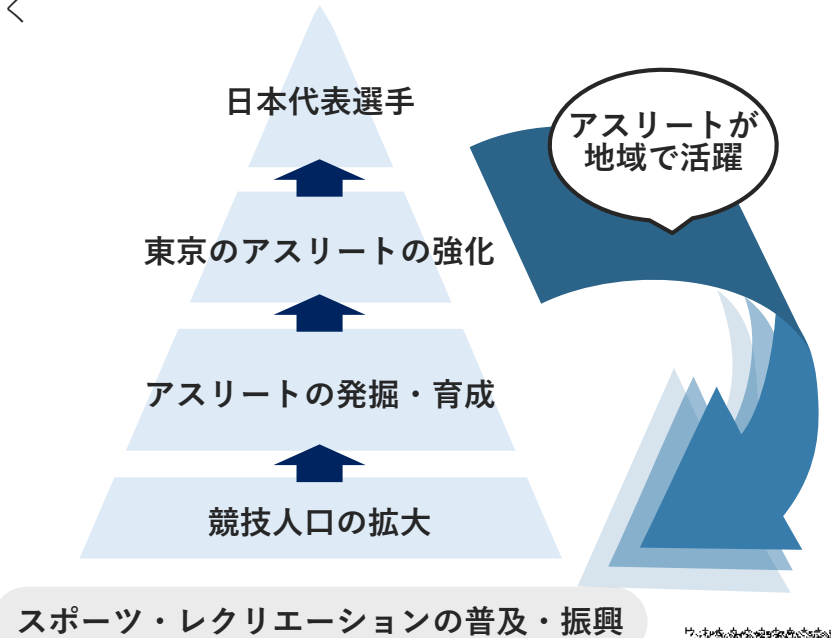 日本代表選手
アスリートが
地域で活躍
東京のアスリートの強化
アスリートの発掘・育成
競技人口の拡大
スポーツ・レクリエーションの普及・振興